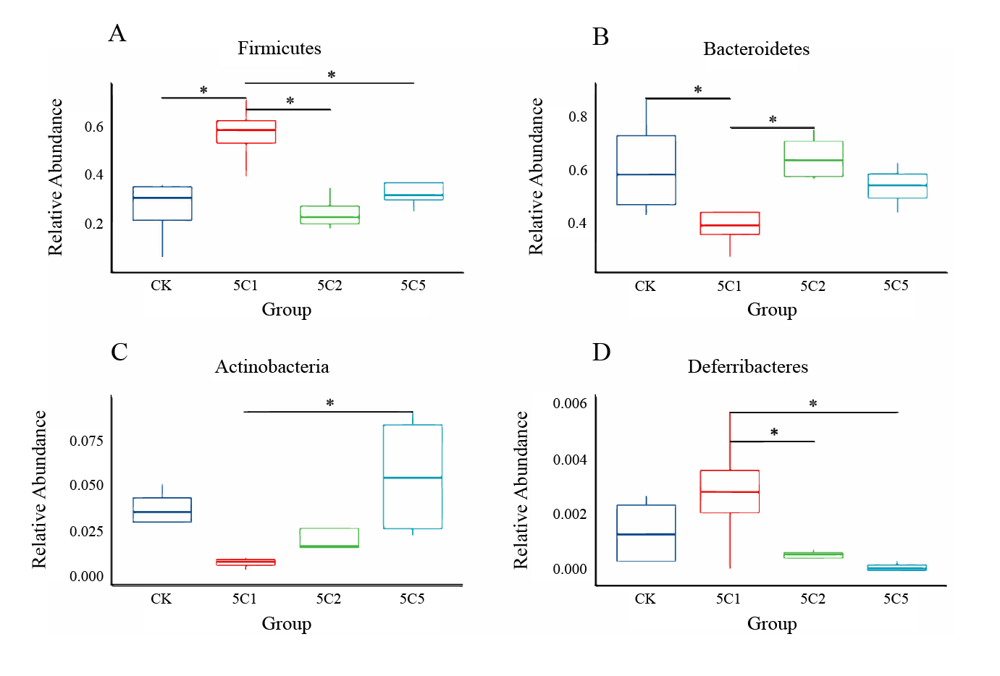 A
Firmicutes
*
*
*
Relative Abundance
0.6
0.4
0.2
CK 5C1 5C2 5C5
Group
B
Bacteroidetes
*
*
Relative Abundance
0.8
0.6
0.4
CK 5C1 5C2 5C5
Group
C
Actinobacteria
*
Relative Abundance
0.075
0.050
0.025
0.000
CK 5C1 5C2 5C5
Group
D
Deferribacteres
*
*
Relative Abundance
0.006
0.004
0.002
0.000
CK 5C1 5C2 5C5
Group